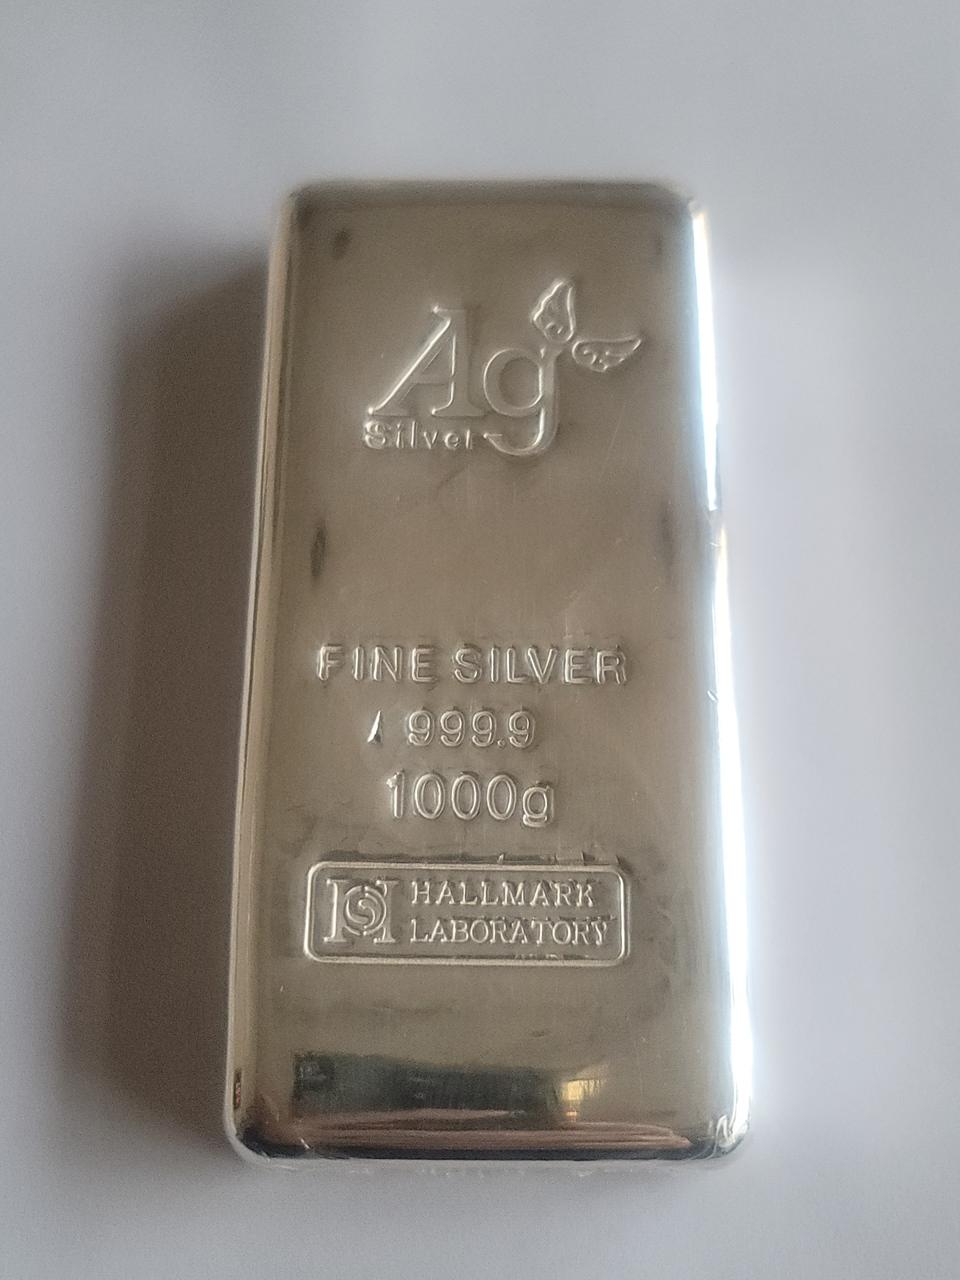 Ag
Silver
FINE SILVER
999.9
1000g
HALLMARK
LABORATORY